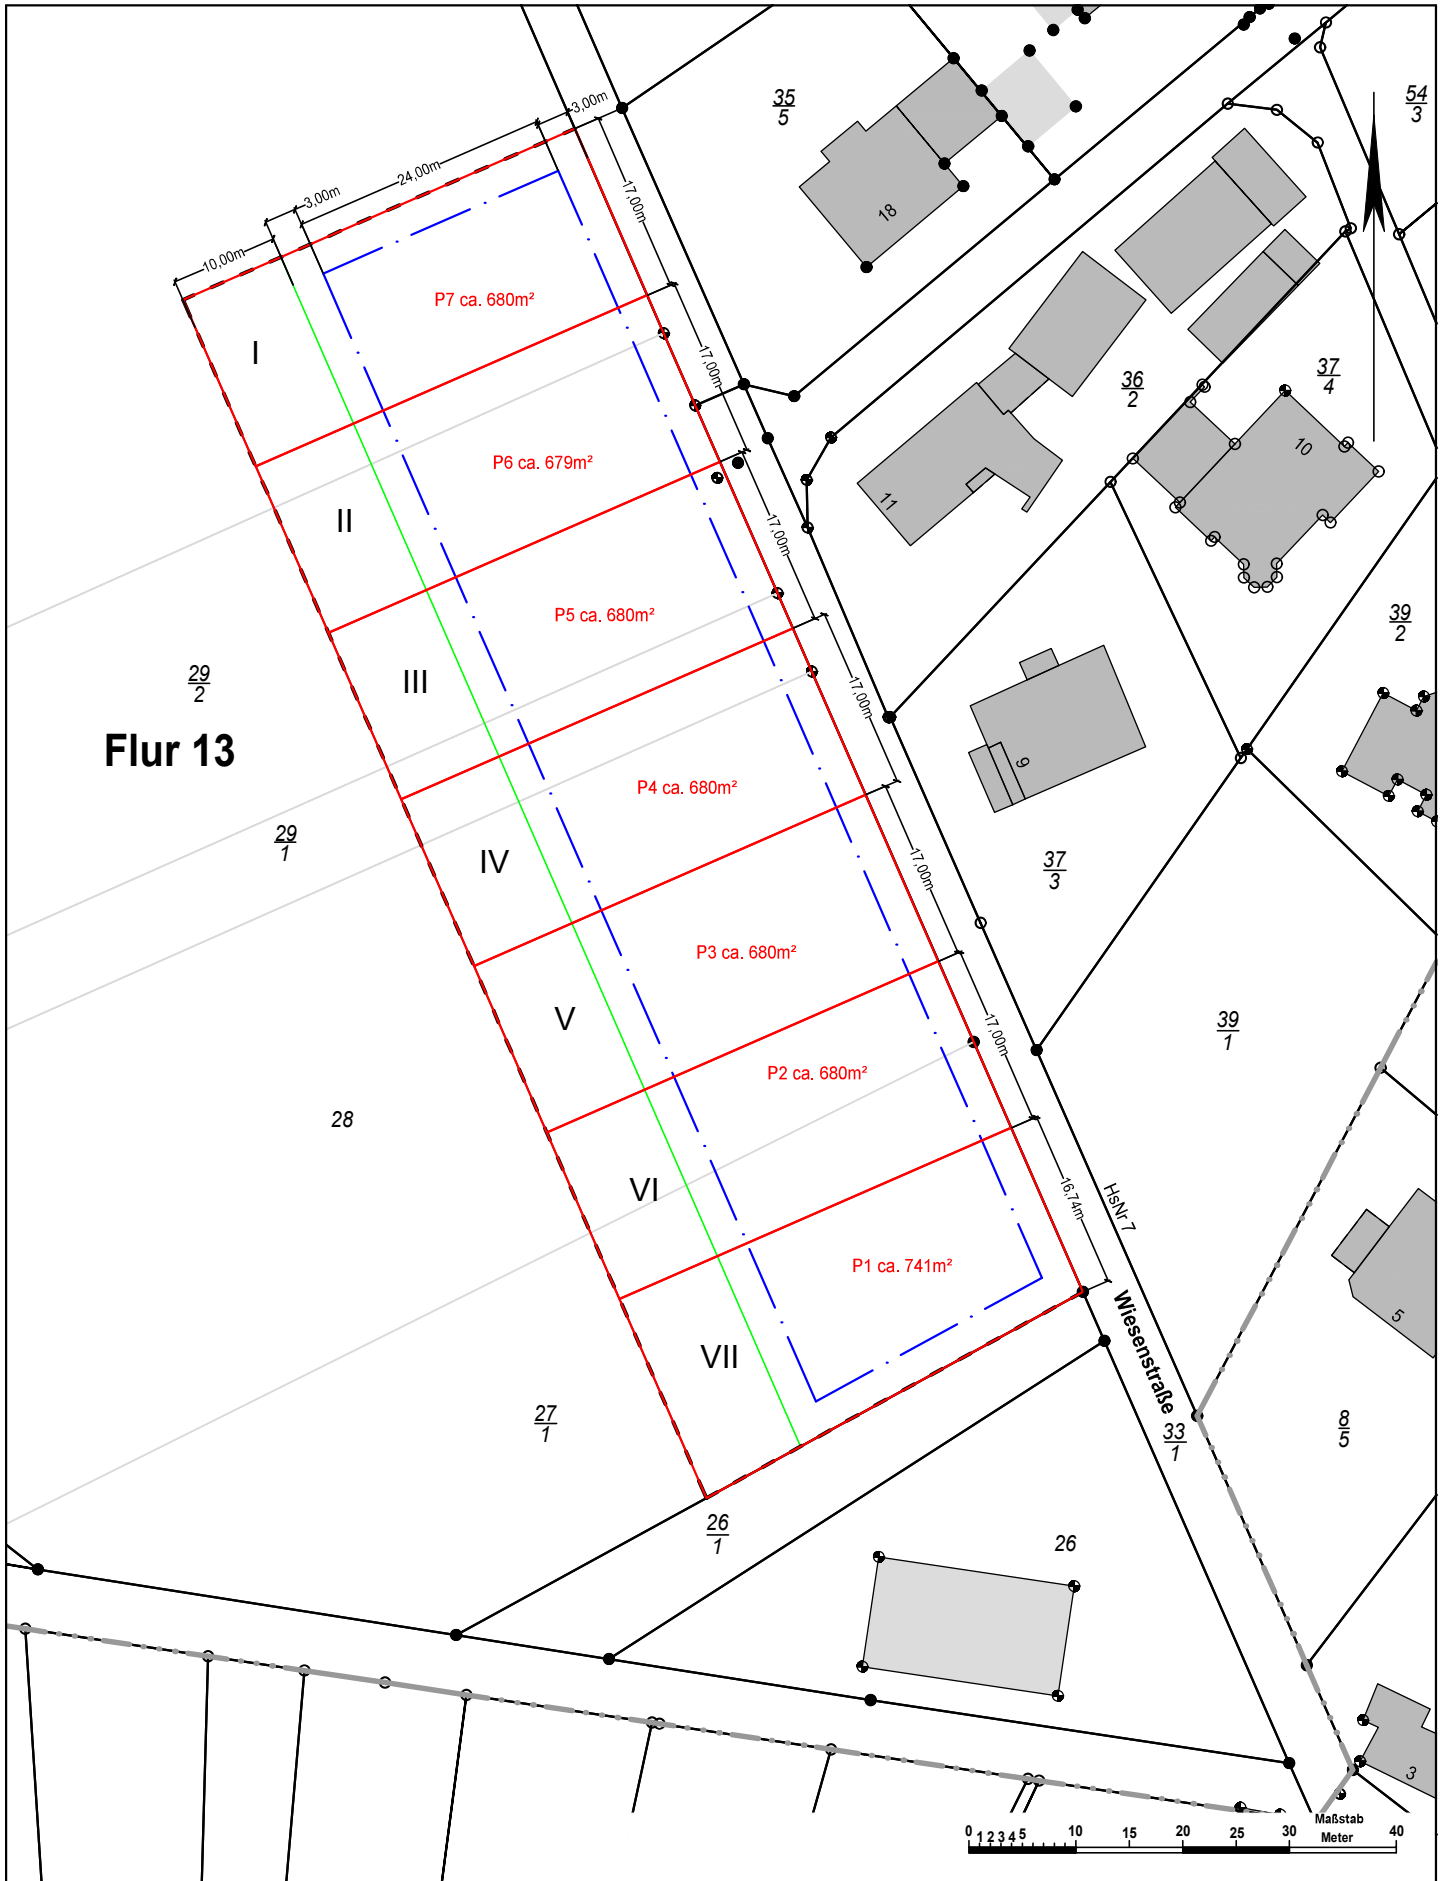 3,00m
24,00m
3,00m
10,00m
35
5
54
3
18
17,00m
P7 ca. 680m²
I
17,00m
36
2
37
4
10
11
P6 ca. 679m²
II
17,00m
P5 ca. 680m²
39
2
29
2
III
17,00m
Flur 13
9
P4 ca. 680m²
29
1
IV
17,00m
37
3
P3 ca. 680m²
V
17,00m
39
1
P2 ca. 680m²
28
VI
16,74m
HsNr 7
P1 ca. 741m²
Wiesenstraße
5
VII
27
1
33
1
8
5
26
1
26
3
Maßstab
Meter
0 1 2 3 4 5 10 15 20 25 30 40